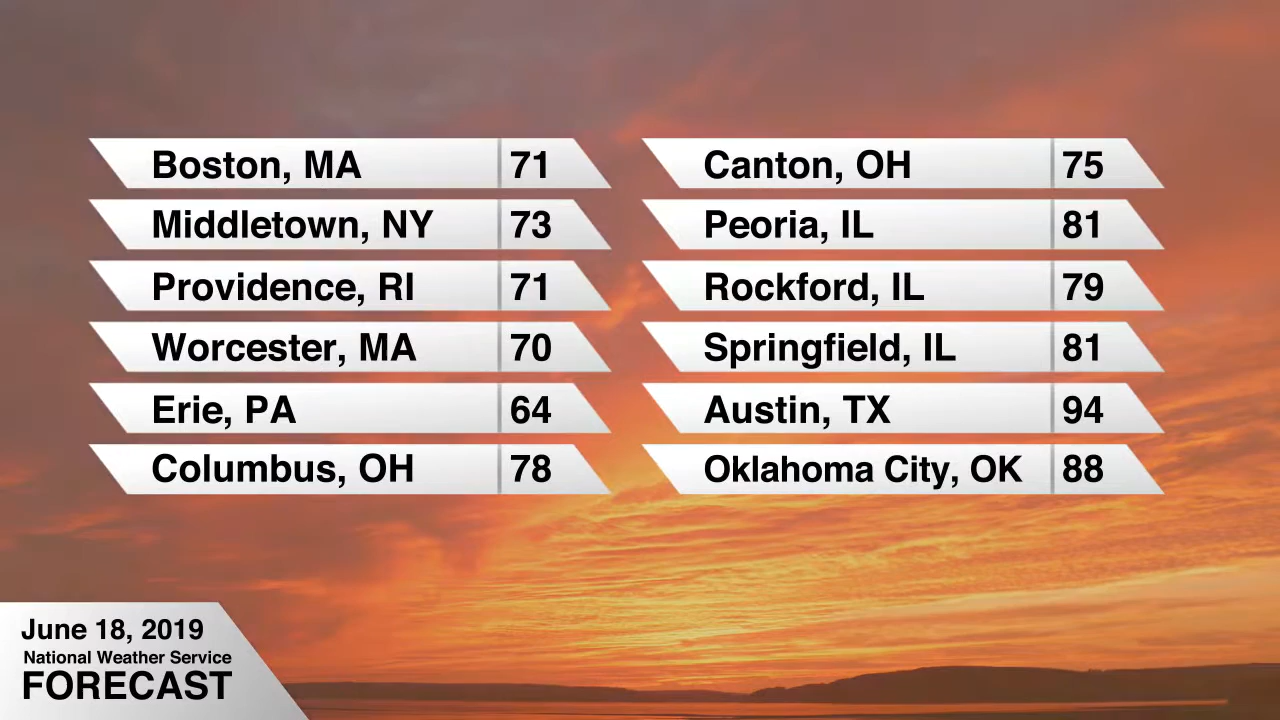 Boston, MA 71
Middletown, NY 73
Providence, RI 71
Worcester, MA 70
Erie, PA 64
Columbus, OH 78
Canton, OH 75
Peoria, IL 81
Rockford, IL 79
Springfield, IL 81
Austin, TX 94
Oklahoma City, OK 88
June 18, 2019
National Weather Service
FORECAST